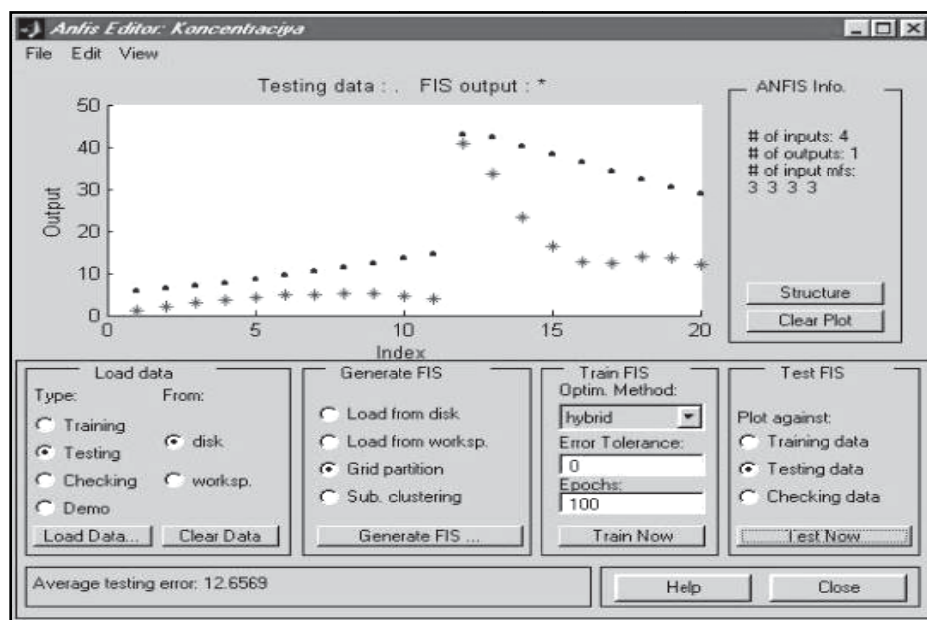 Anfis Editor: Koncentracija
File Edit View
Testing data : . FIS output : *
50
40
30
20
10
0
Output
0 5 10 15 20
Index
ANFIS Info.
# of inputs: 4
# of outputs: 1
# of input mfs:
3 3 3 3
Structure
Clear Plot
Load data
Type: From:
Training
Testing
Checking
Demo
disk
worksp.
Load Data... Clear Data
Generate FIS
Load from disk
Load from worksp.
Grid partition
Sub. clustering
Generate FIS ...
Train FIS
Optim. Method:
hybrid
Error Tolerance:
0
Epochs:
100
Train Now
Test FIS
Plot against:
Training data
Testing data
Checking data
Test Now
Average testing error: 12.6569
Help Close